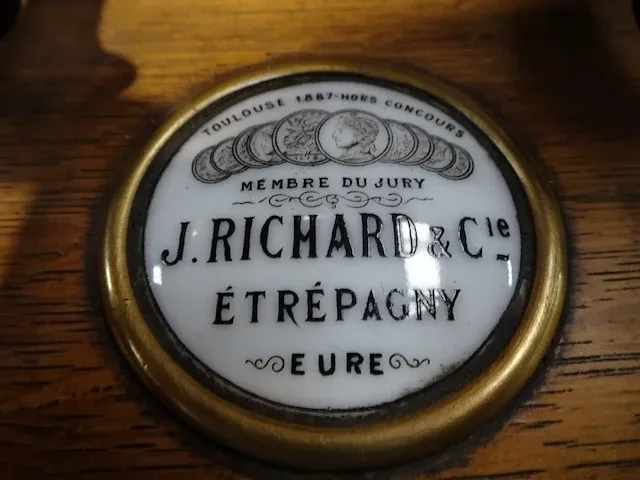 TOULOUSE 1887-HORS CONCOURS
MEMBRE DU JURY
J. RICHARD & Cie
ÉTRÉPAGNY
EURE